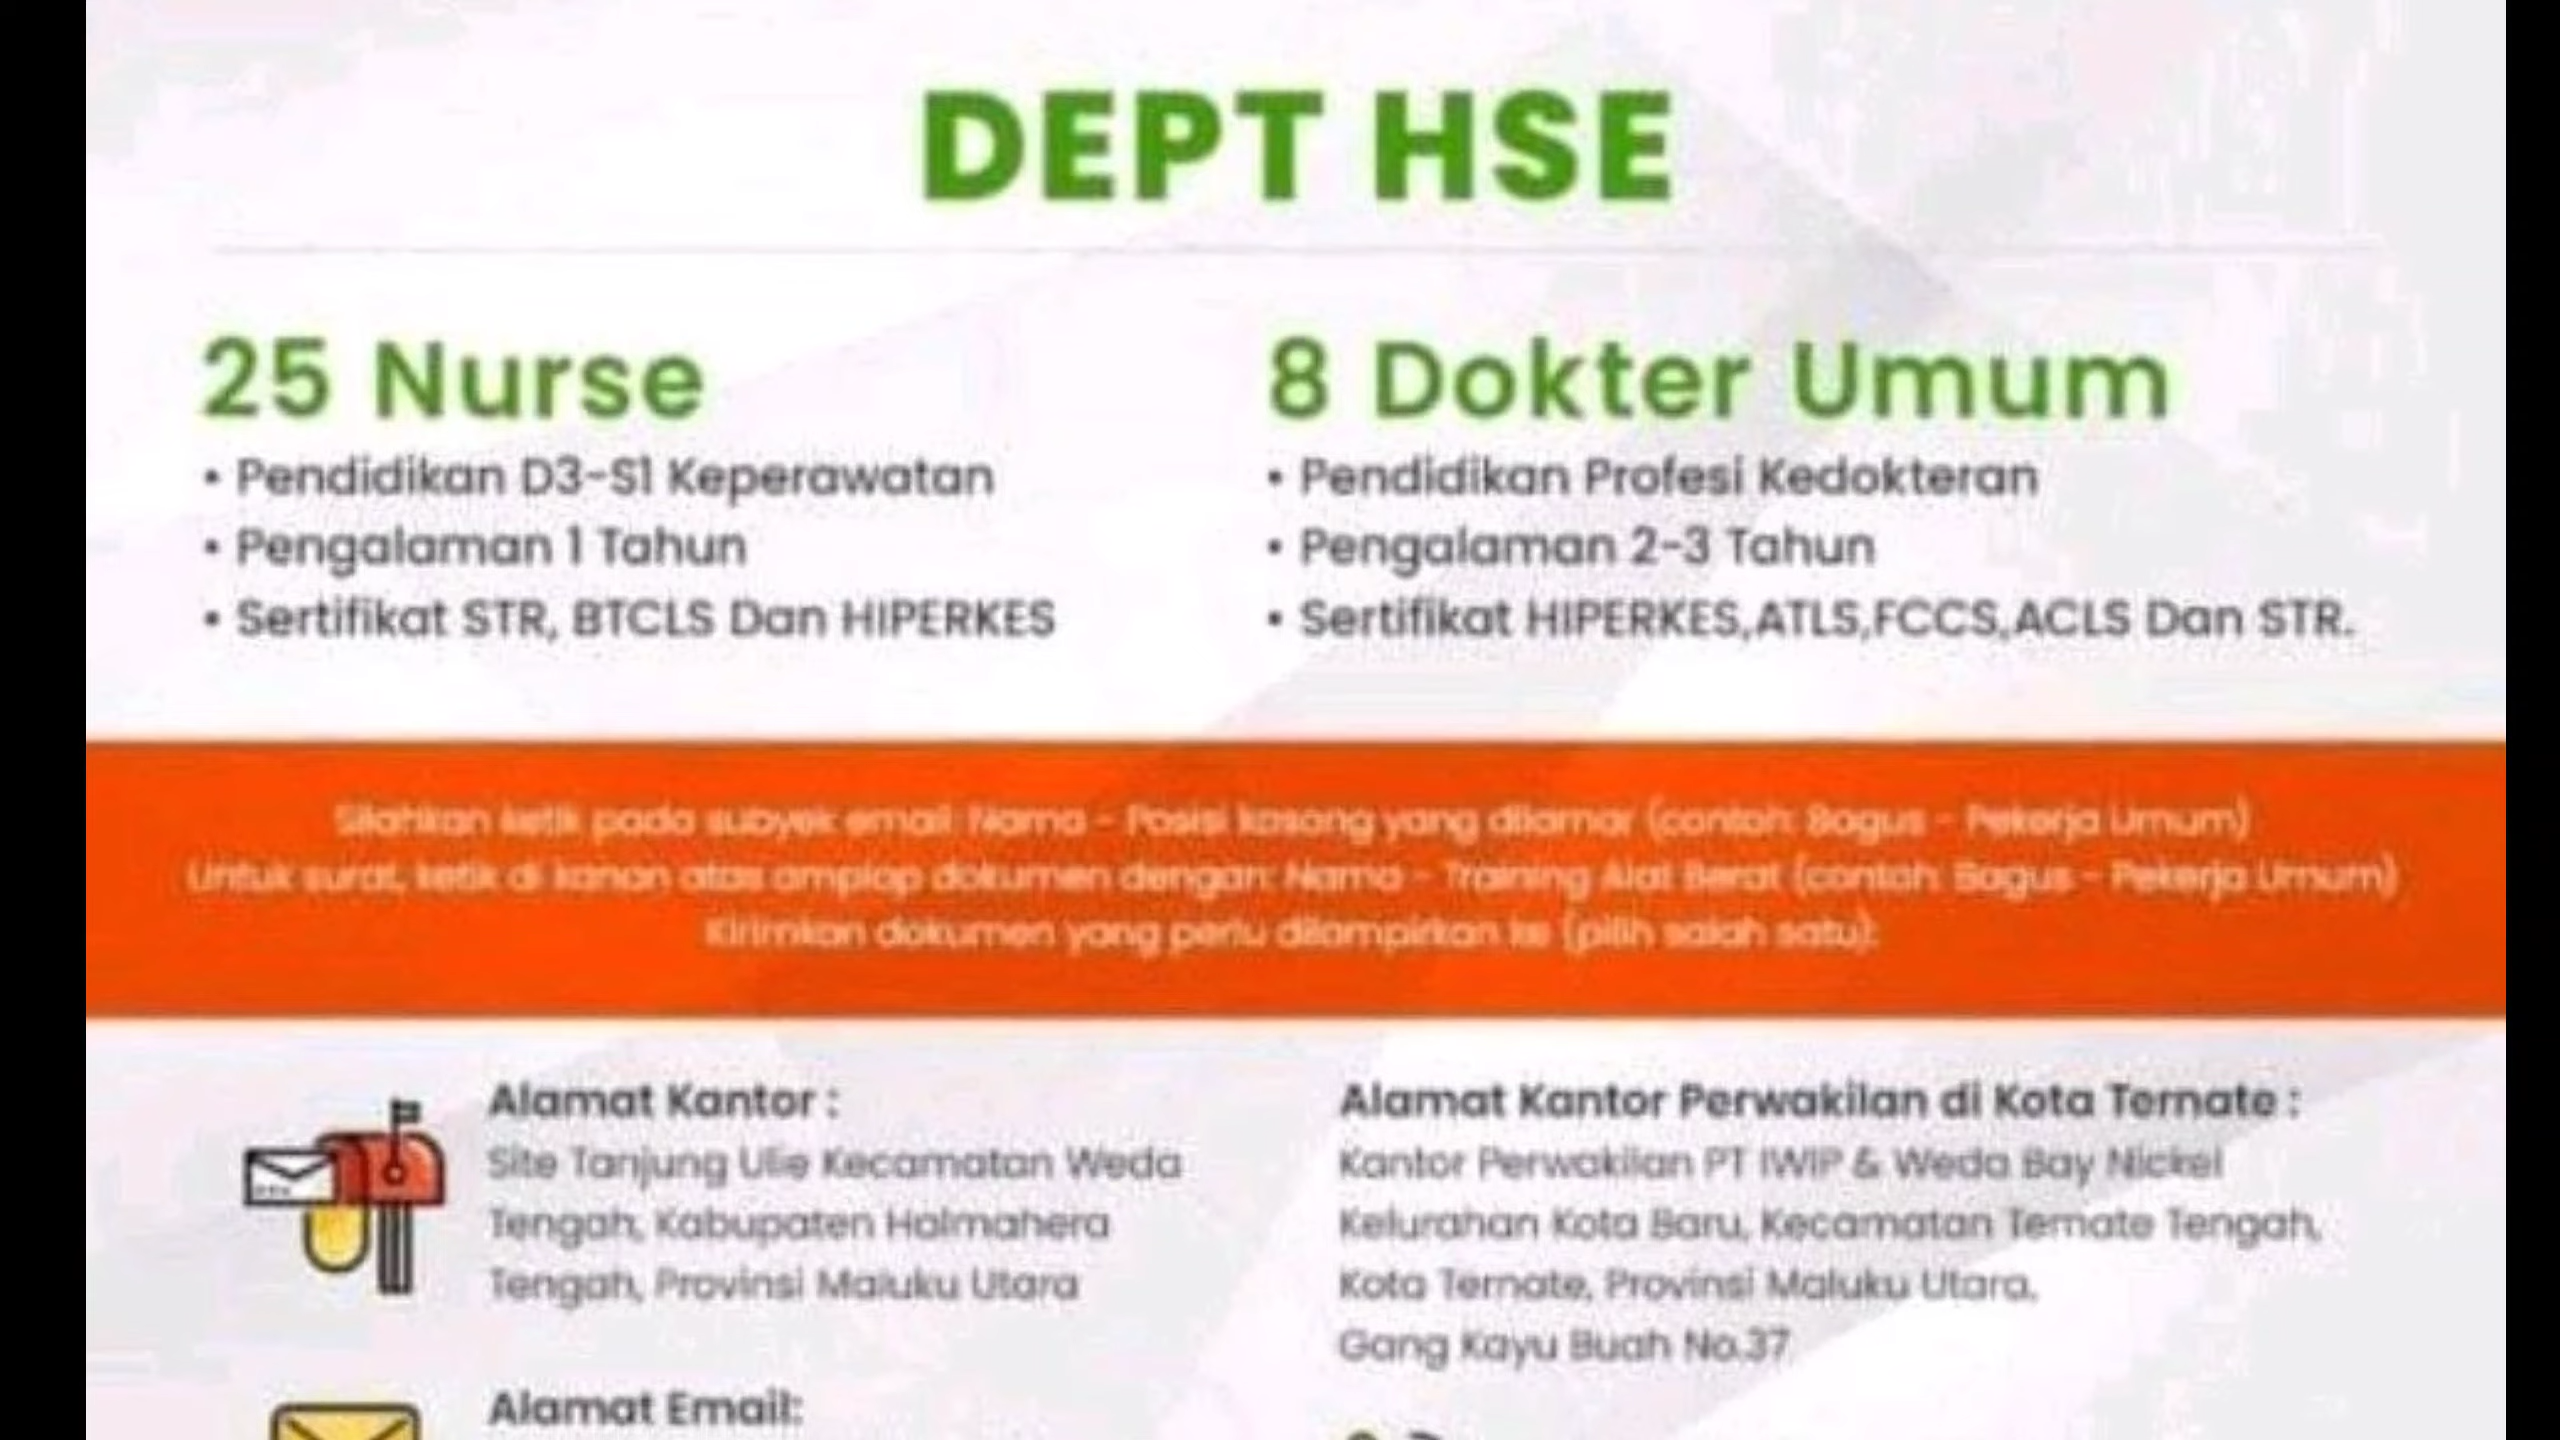 DEPT HSE
25 Nurse
• Pendidikan D3-S1 Keperawatan
• Pengalaman 1 Tahun
• Sertifikat STR, BTCLS Dan HIPERKES
8 Dokter Umum
• Pendidikan Profesi Kedokteran
• Pengalaman 2-3 Tahun
• Sertifikat HIPERKES,ATLS,FCCS,ACLS Dan STR.
Silahkan ketik pada subyek email: Nama - Posisi kosong yang dilamar (contoh: Bagus - Pekerja Umum)
Untuk surat, ketik di kanan atas amplop dokumen dengan: Nama - Training Alat Berat (contoh: Bagus - Pekerja Umum)
Kirimkan dokumen yang perlu dilampirkan ke (pilih salah satu):
Alamat Kantor :
Site Tanjung Ulie Kecamatan Weda
Tengah, Kabupaten Halmahera
Tengah, Provinsi Maluku Utara
Alamat Kantor Perwakilan di Kota Ternate :
Kantor Perwakilan PT IWIP & Weda Bay Nickel
Kelurahan Kota Baru, Kecamatan Ternate Tengah,
Kota Ternate, Provinsi Maluku Utara,
Gang Kayu Buah No.37
Alamat Email: